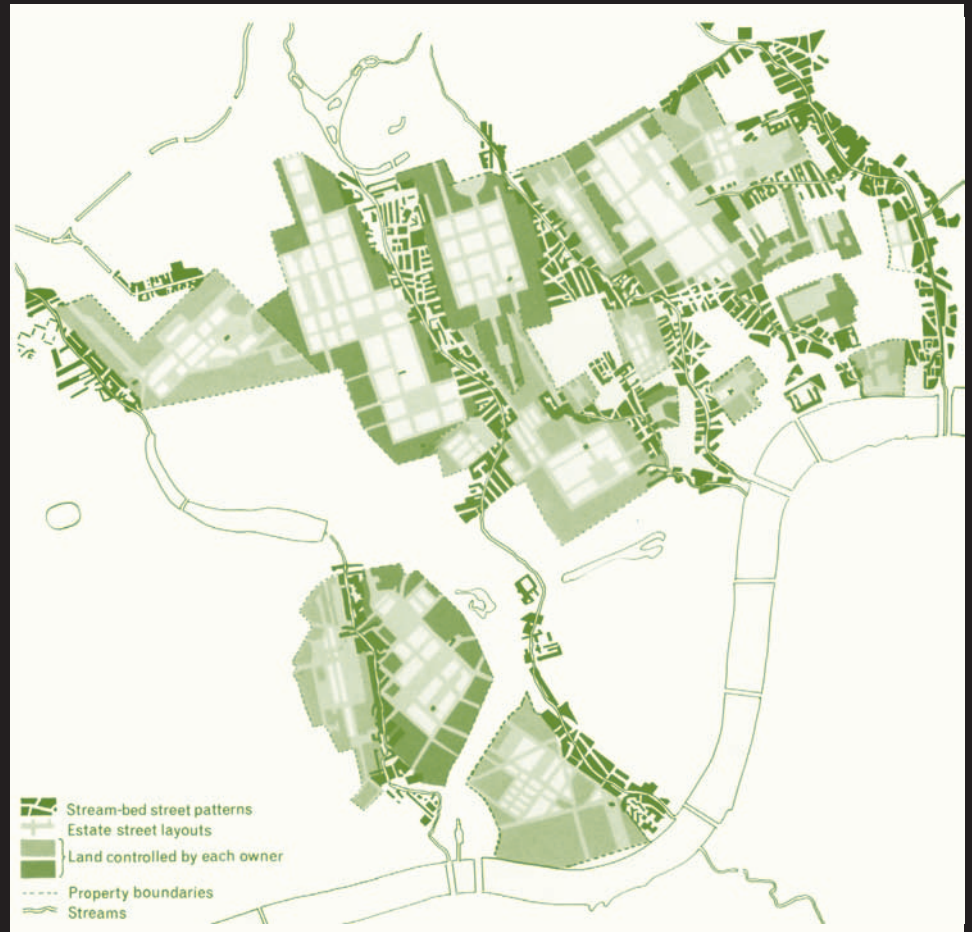 Stream-bed street patterns
Estate street layouts
Land controlled by each owner
Property boundaries
Streams